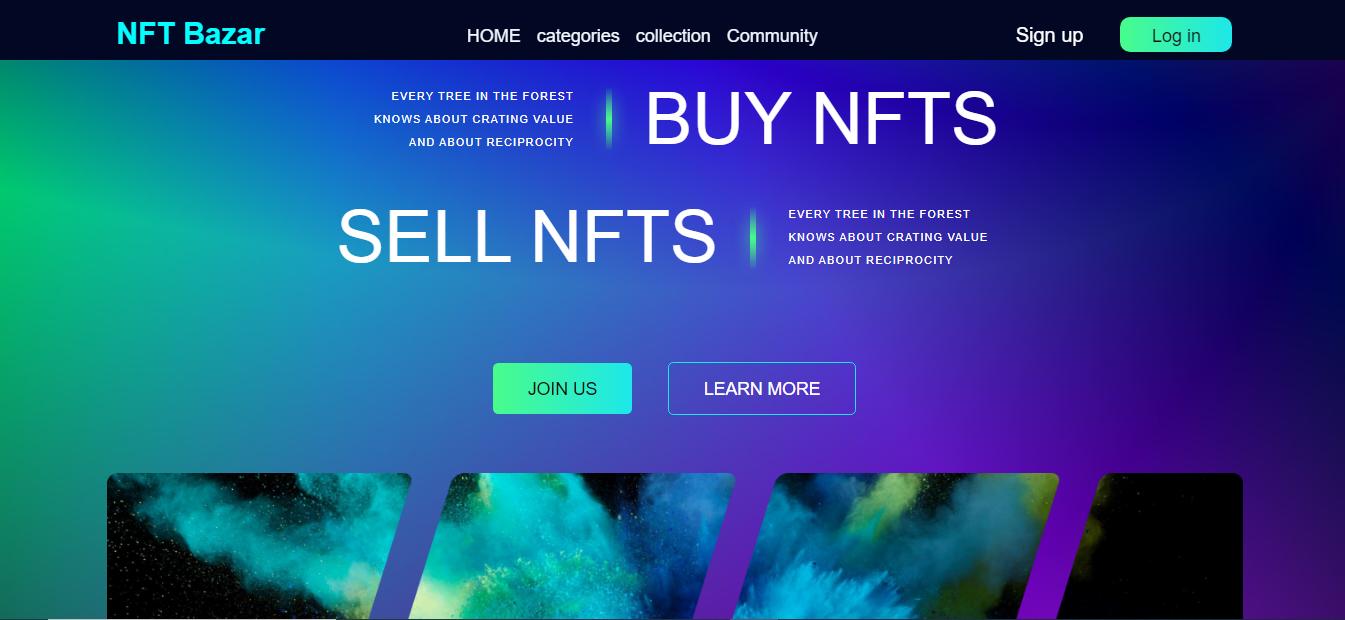 NFT Bazar
HOME categories collection Community
Sign up
Log in
EVERY TREE IN THE FOREST
KNOWS ABOUT CRATING VALUE
AND ABOUT RECIPROCITY
BUY NFTS
SELL NFTS
EVERY TREE IN THE FOREST
KNOWS ABOUT CRATING VALUE
AND ABOUT RECIPROCITY
JOIN US
LEARN MORE